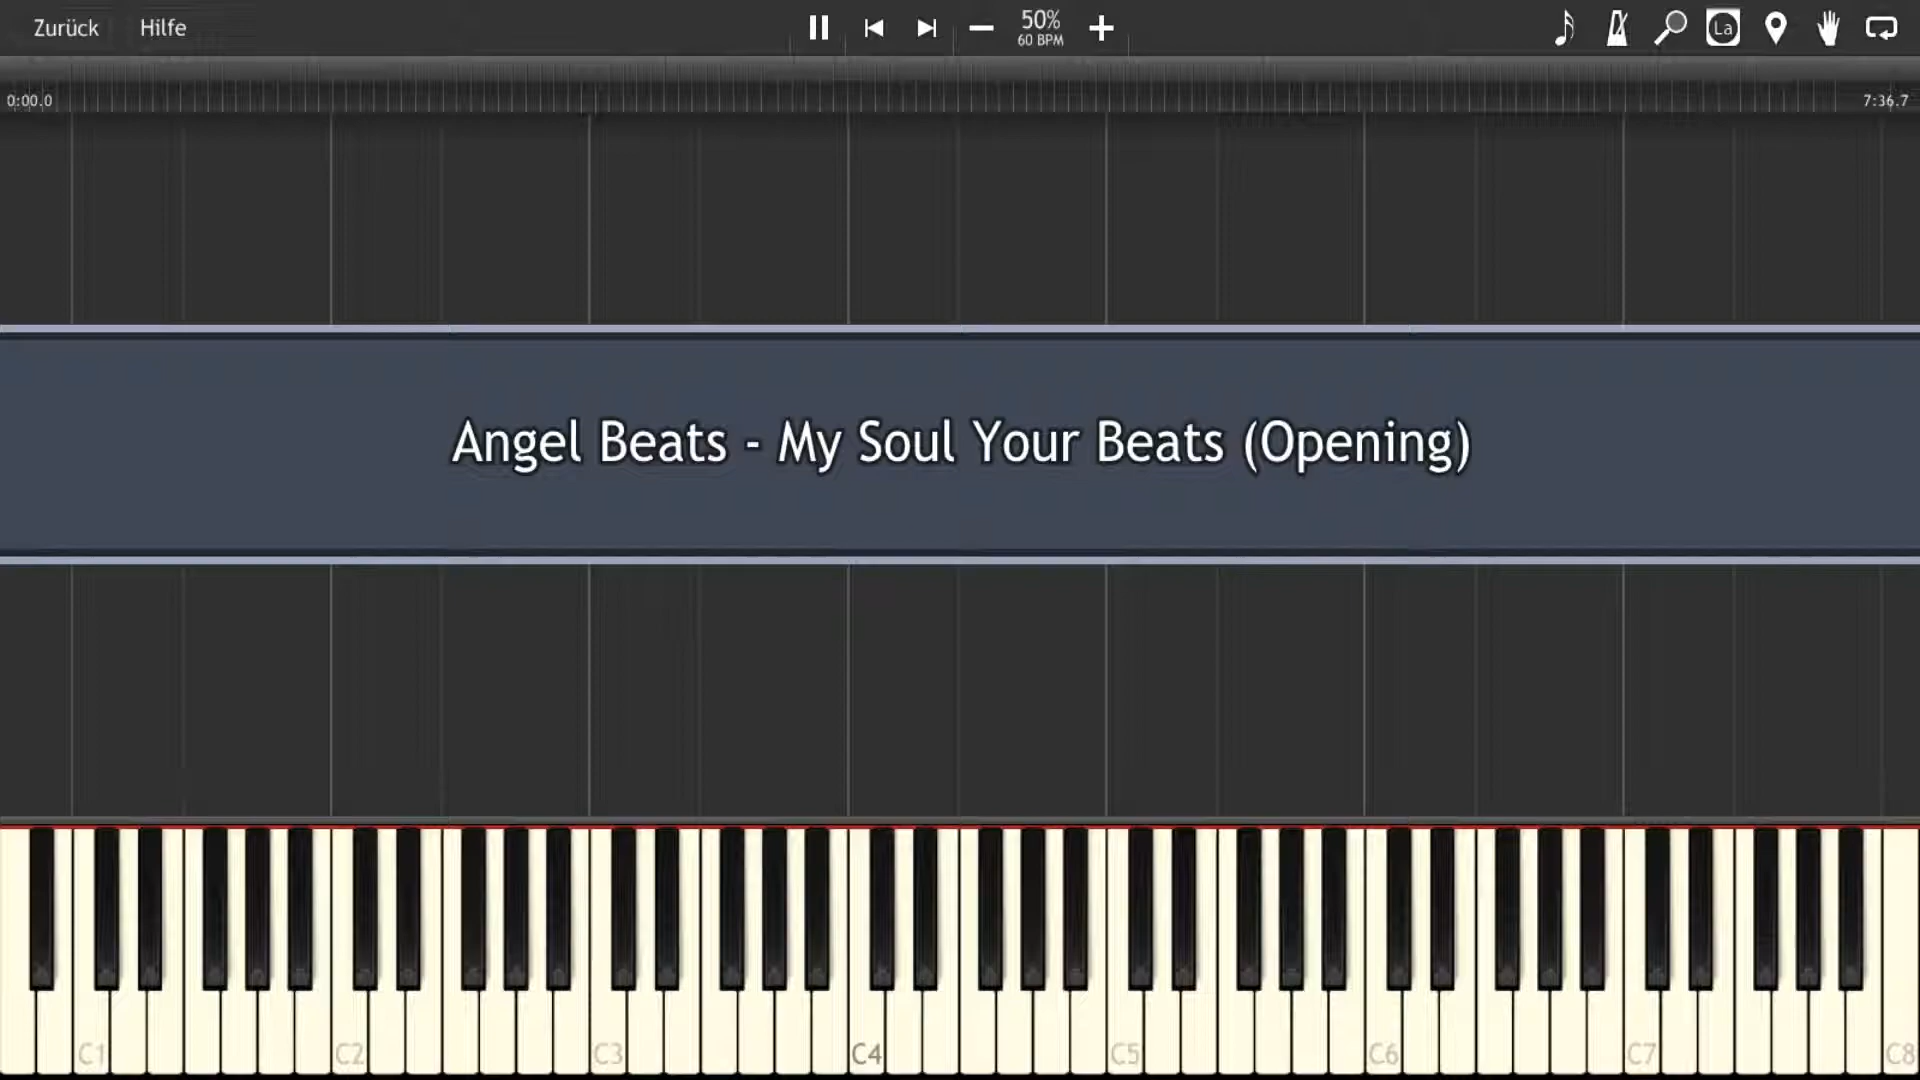 Zurück Hilfe 50% La
60 BPM
0:00.0 7:36.7
Angel Beats - My Soul Your Beats (Opening)
C1 C2 C3 C4 C5 C6 C7 C8